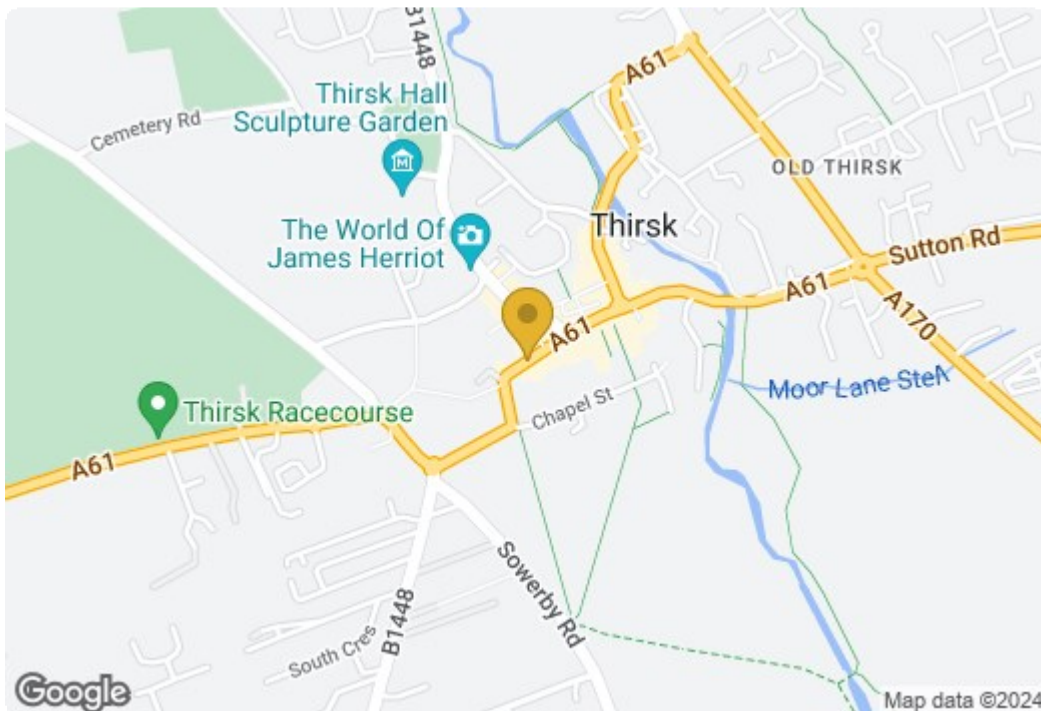 B1448
A61
Thirsk Hall
Sculpture Garden
Cemetery Rd
M
OLD THIRSK
Thirsk
The World Of
James Herriot
Sutton Rd
A61
A61
A170
Moor Lane Stell
Thirsk Racecourse
Chapel St
A61
Sowerby Rd
B1448
South Cres
Google
Map data ©2024